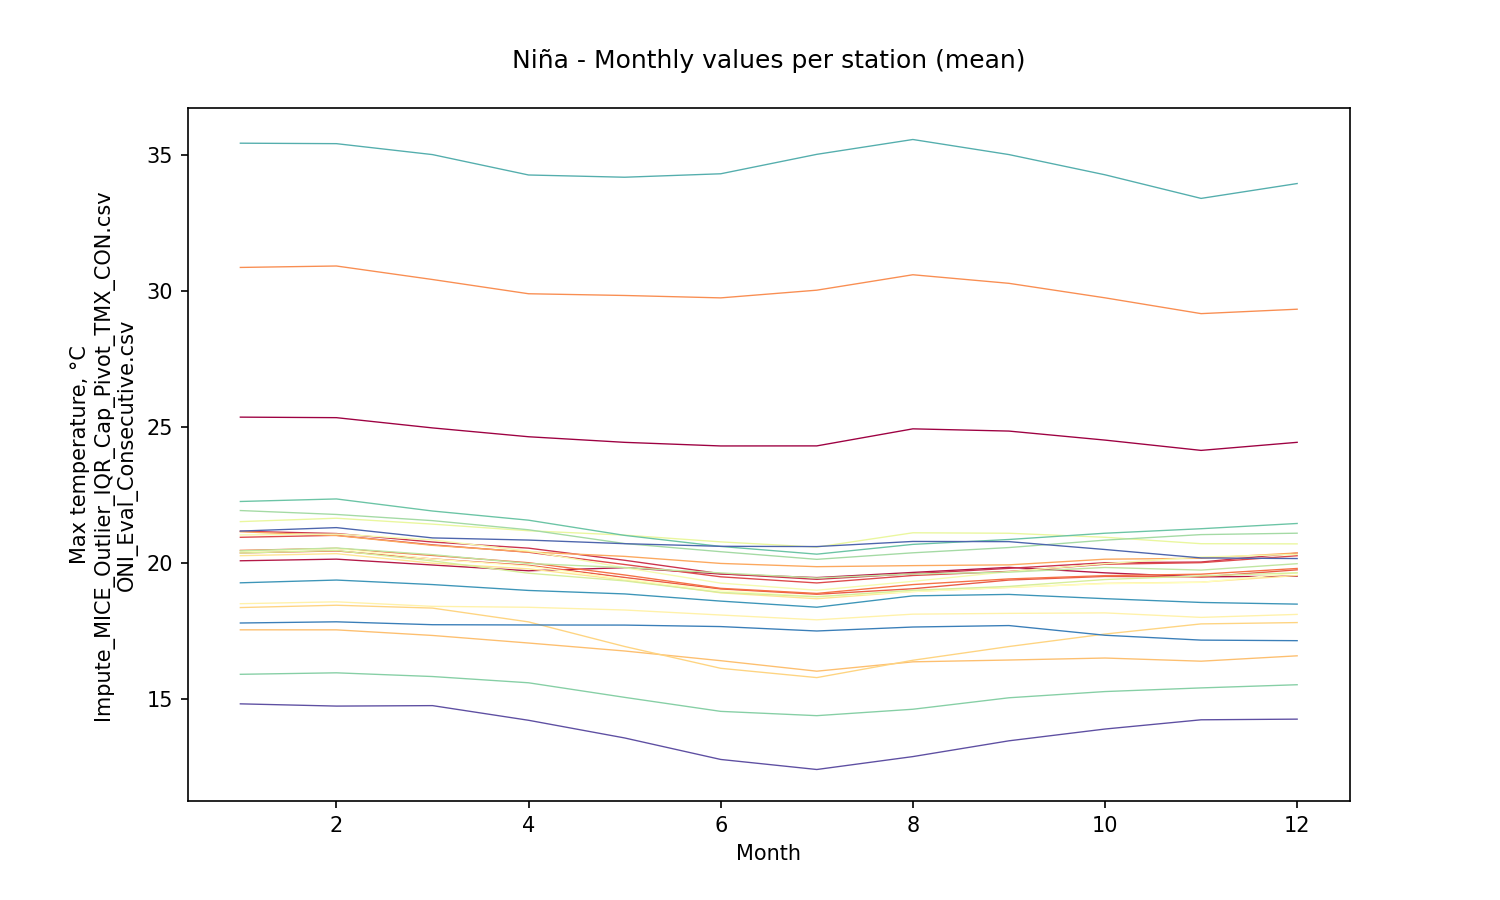 Niña - Monthly values per station (mean)
Max temperature, °C
Impute_MICE_Outlier_IQR_Cap_Pivot_TMX_CON.csv
ONI_Eval_Consecutive.csv
35
30
25
20
15
2 4 6 8 10 12
Month